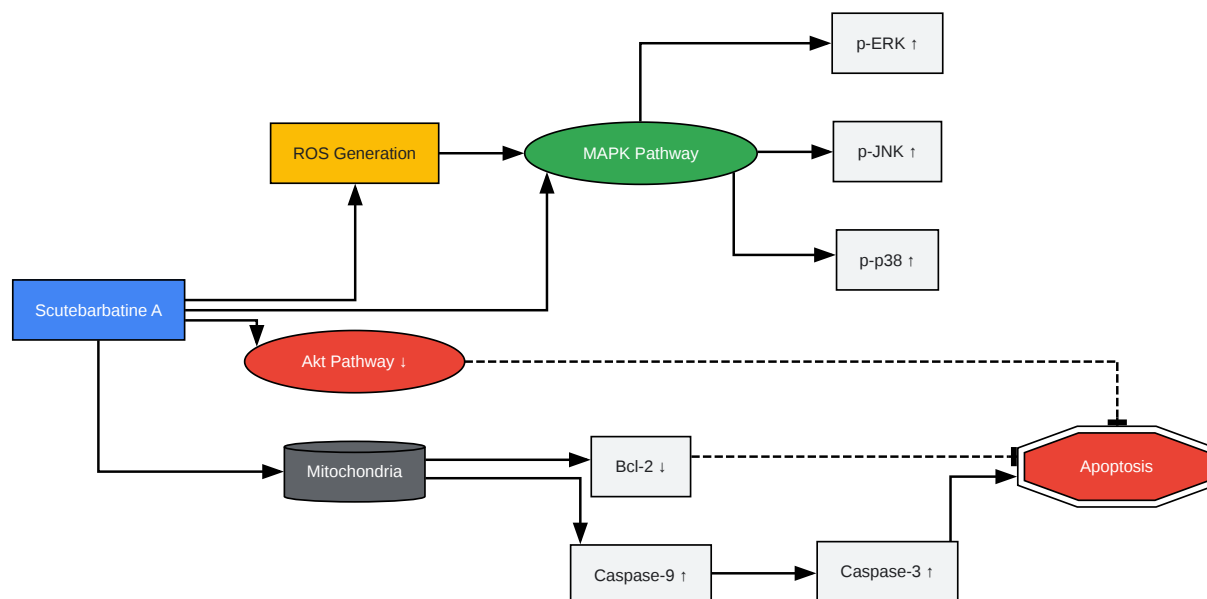 p-ERK ↑
ROS Generation
MAPK Pathway
p-JNK ↑
p-p38 ↑
Scutebarbatine A
Akt Pathway ↓
Mitochondria
Bcl-2 ↓
Apoptosis
Caspase-9 ↑
Caspase-3 ↑